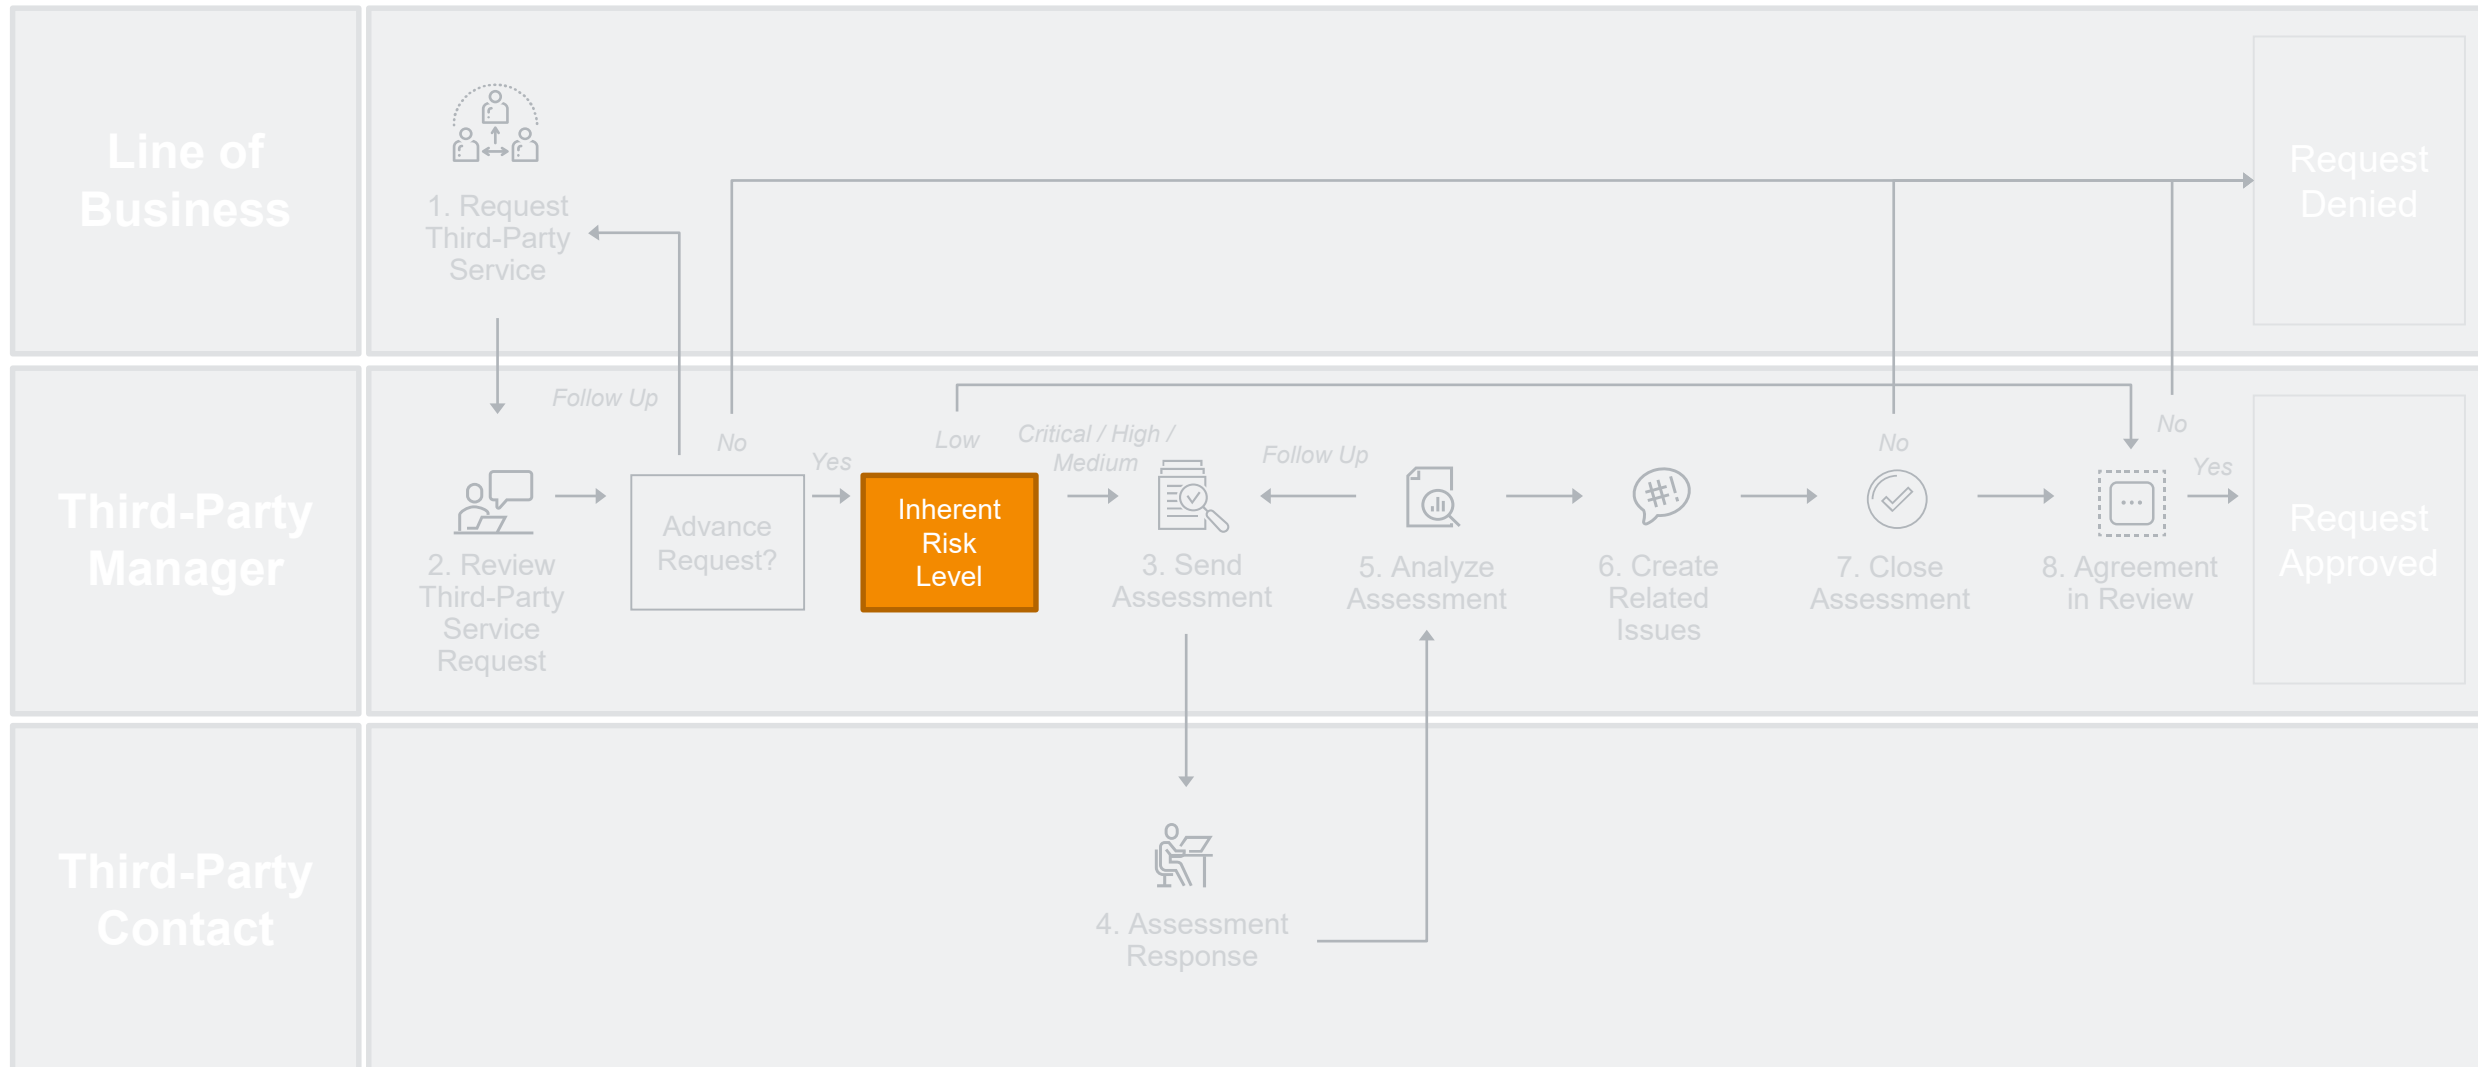 Line of
Business
1. Request
Third-Party
Service
Request
Denied
Third-Party
Manager
2. Review
Third-Party
Service
Request
Follow Up
Advance
Request?
No
Yes
Inherent
Risk
Level
Low
Critical / High /
Medium
3. Send
Assessment
Follow Up
5. Analyze
Assessment
#!
6. Create
Related
Issues
No
7. Close
Assessment
8. Agreement
in Review
No
Yes
Request
Approved
Third-Party
Contact
4. Assessment
Response